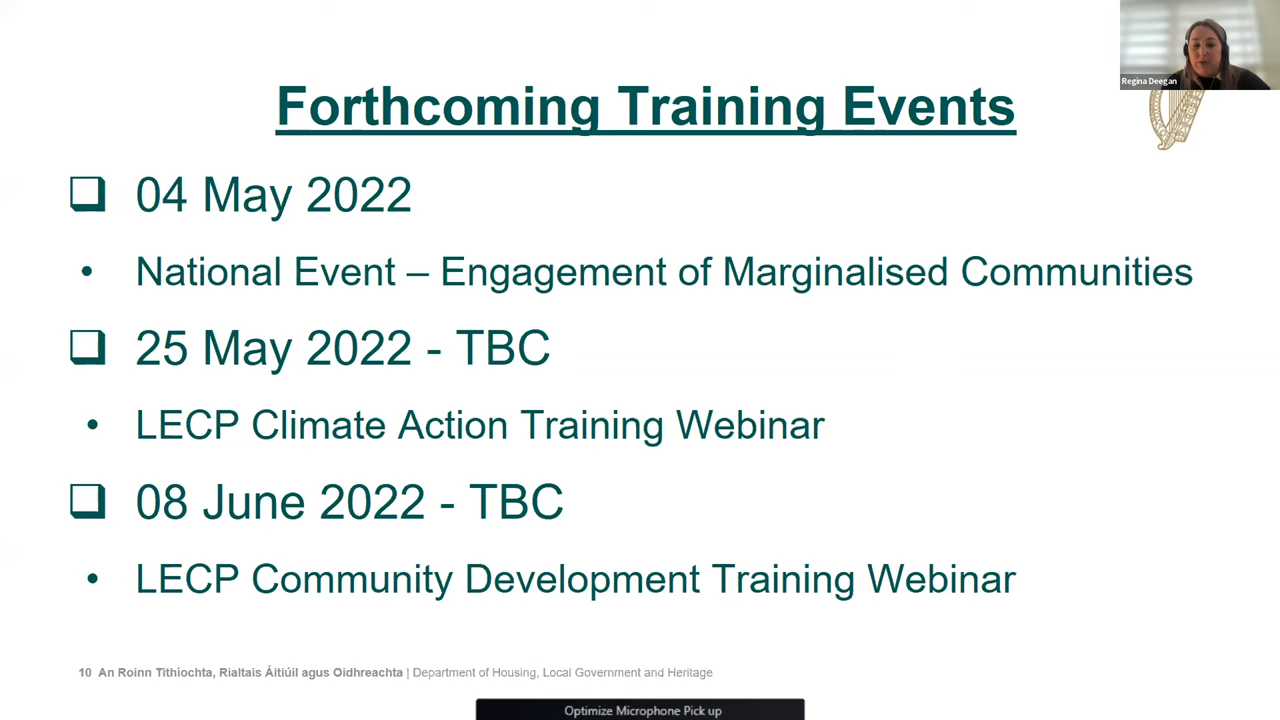 Regina Deegan
Forthcoming Training Events
❑ 04 May 2022
• National Event – Engagement of Marginalised Communities
❑ 25 May 2022 - TBC
• LECP Climate Action Training Webinar
❑ 08 June 2022 - TBC
• LECP Community Development Training Webinar
10 An Roinn Tithíochta, Rialtais Áitiúil agus Oidhreachta | Department of Housing, Local Government and Heritage
Optimize Microphone Pick up